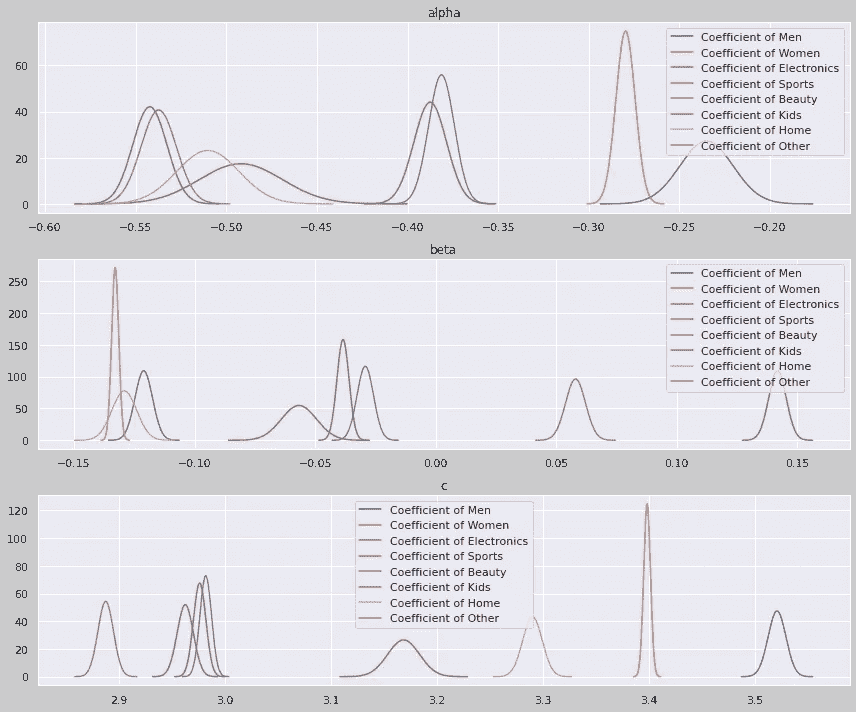 alpha
60
40
20
0
Coefficient of Men
Coefficient of Women
Coefficient of Electronics
Coefficient of Sports
Coefficient of Beauty
Coefficient of Kids
Coefficient of Home
Coefficient of Other
−0.60 −0.55 −0.50 −0.45 −0.40 −0.35 −0.30 −0.25 −0.20
beta
250
200
150
100
50
0
Coefficient of Men
Coefficient of Women
Coefficient of Electronics
Coefficient of Sports
Coefficient of Beauty
Coefficient of Kids
Coefficient of Home
Coefficient of Other
−0.15 −0.10 −0.05 0.00 0.05 0.10 0.15
c
120
100
80
60
40
20
0
Coefficient of Men
Coefficient of Women
Coefficient of Electronics
Coefficient of Sports
Coefficient of Beauty
Coefficient of Kids
Coefficient of Home
Coefficient of Other
2.9 3.0 3.1 3.2 3.3 3.4 3.5